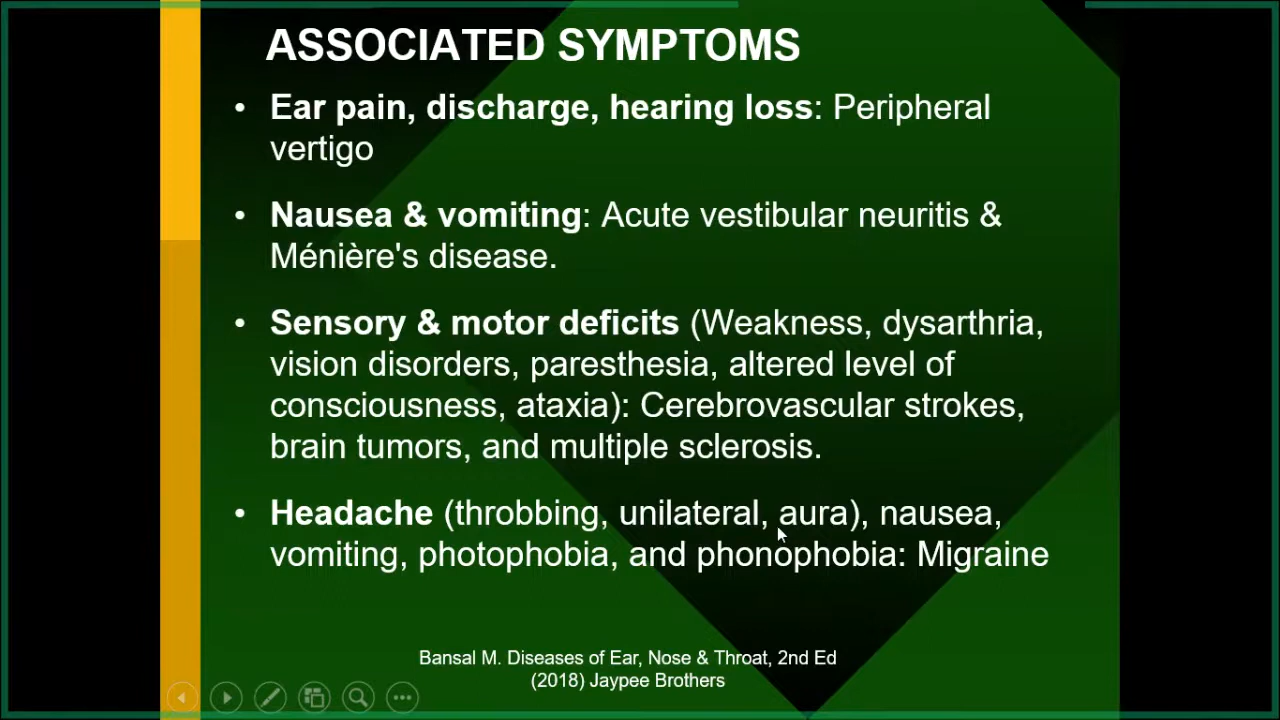 ASSOCIATED SYMPTOMS
• Ear pain, discharge, hearing loss: Peripheral
vertigo
• Nausea & vomiting: Acute vestibular neuritis &
Ménière's disease.
• Sensory & motor deficits (Weakness, dysarthria,
vision disorders, paresthesia, altered level of
consciousness, ataxia): Cerebrovascular strokes,
brain tumors, and multiple sclerosis.
• Headache (throbbing, unilateral, aura), nausea,
vomiting, photophobia, and phonophobia: Migraine
Bansal M. Diseases of Ear, Nose & Throat, 2nd Ed
(2018) Jaypee Brothers